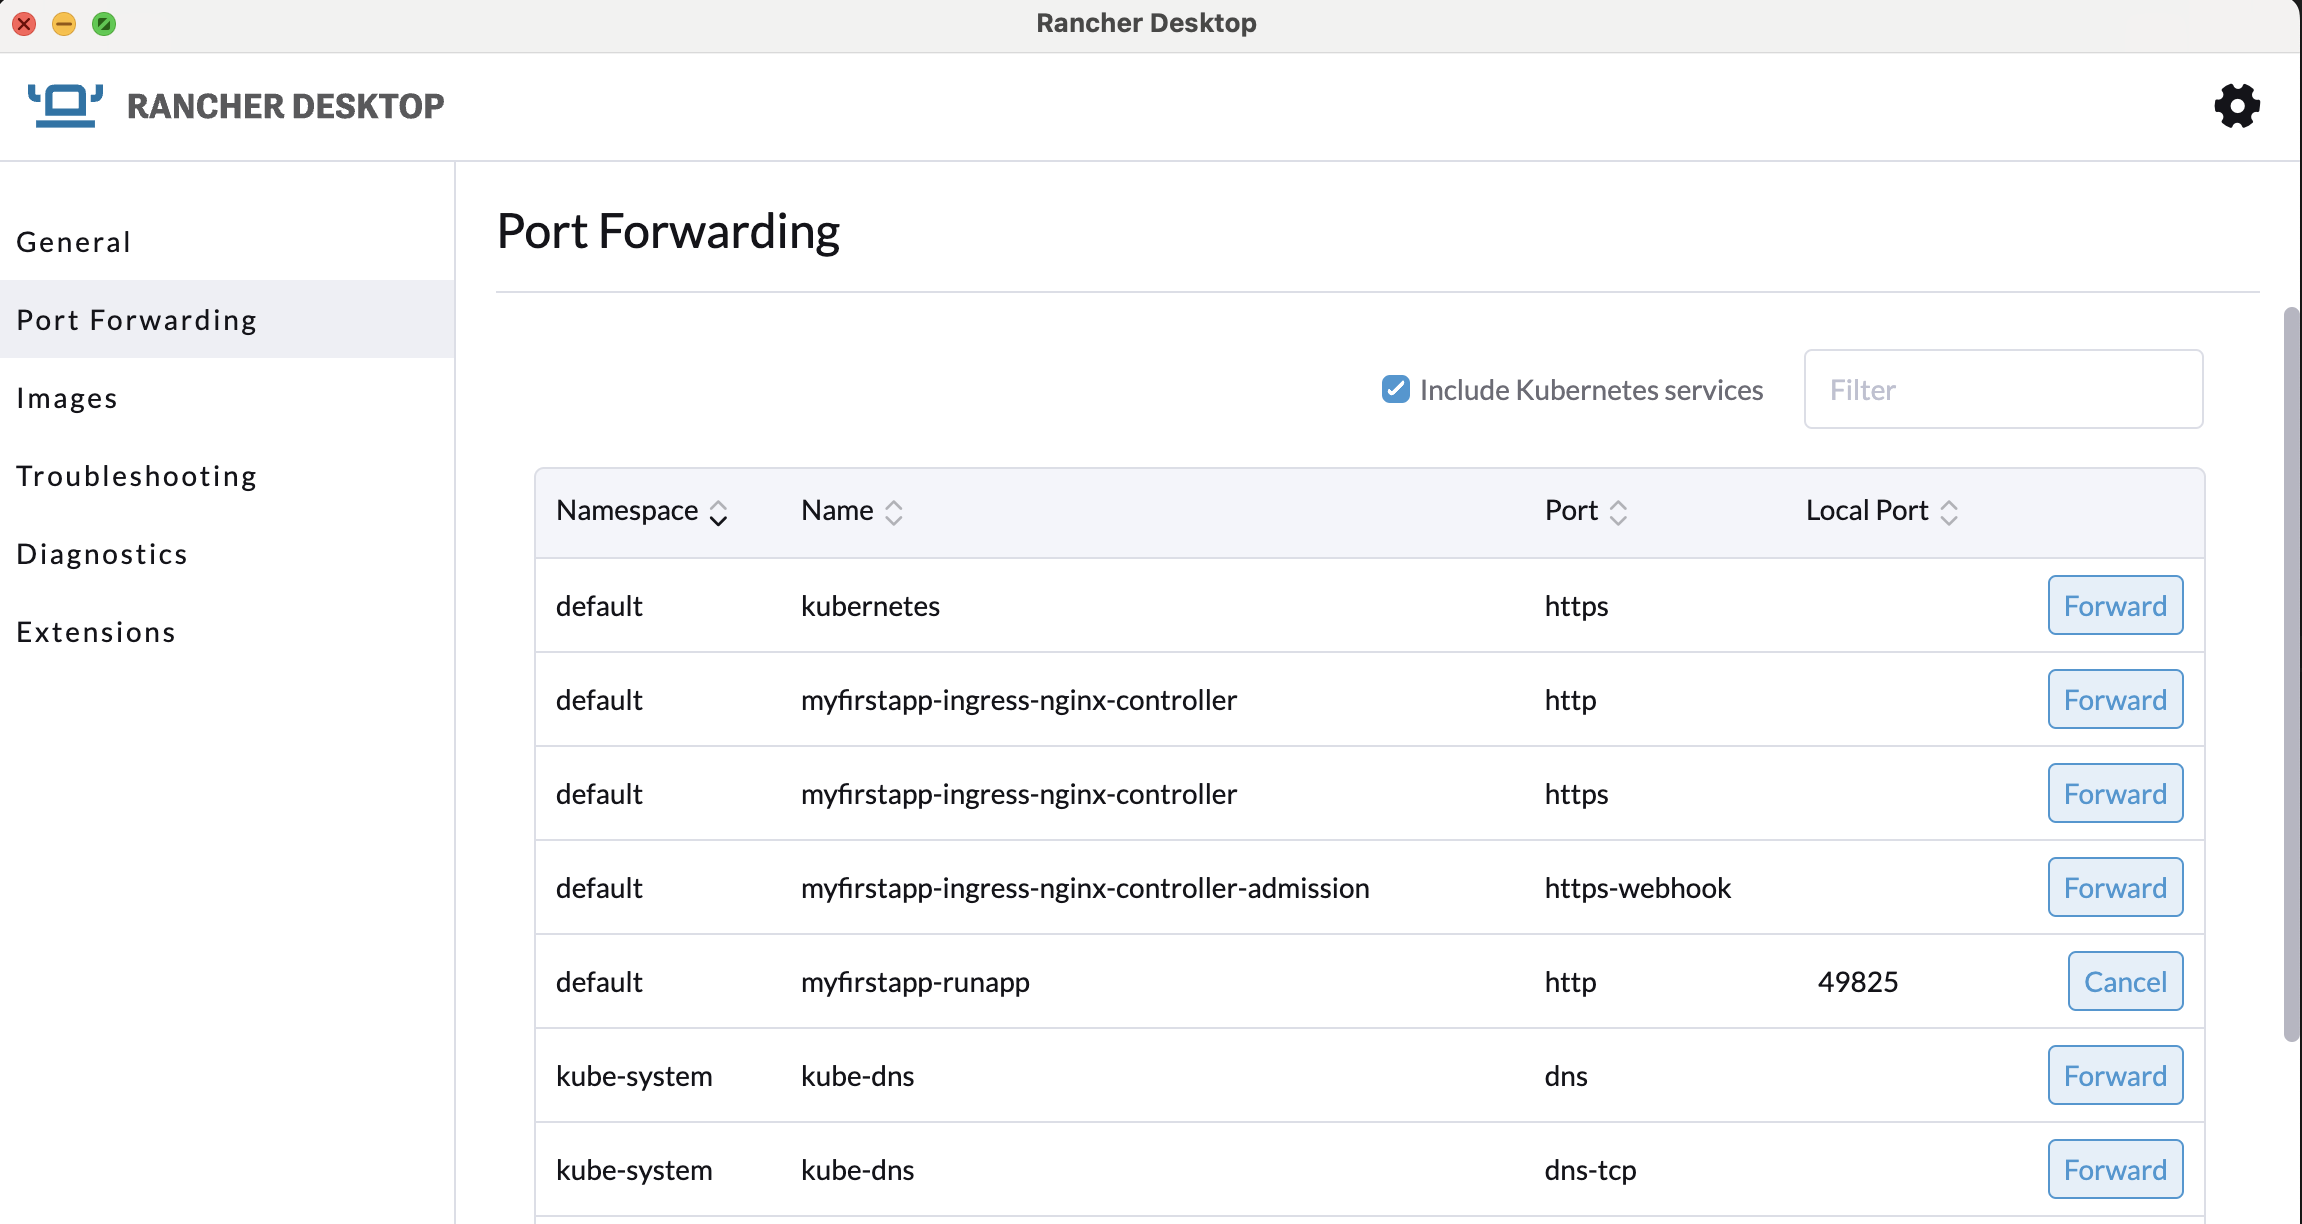 Rancher Desktop
RANCHER DESKTOP
General
Port Forwarding
Images
Troubleshooting
Diagnostics
Extensions
Port Forwarding
Include Kubernetes services Filter
Namespace Name Port Local Port
default kubernetes https Forward
default myfirstapp-ingress-nginx-controller http Forward
default myfirstapp-ingress-nginx-controller https Forward
default myfirstapp-ingress-nginx-controller-admission https-webhook Forward
default myfirstapp-runapp http 49825 Cancel
kube-system kube-dns dns Forward
kube-system kube-dns dns-tcp Forward